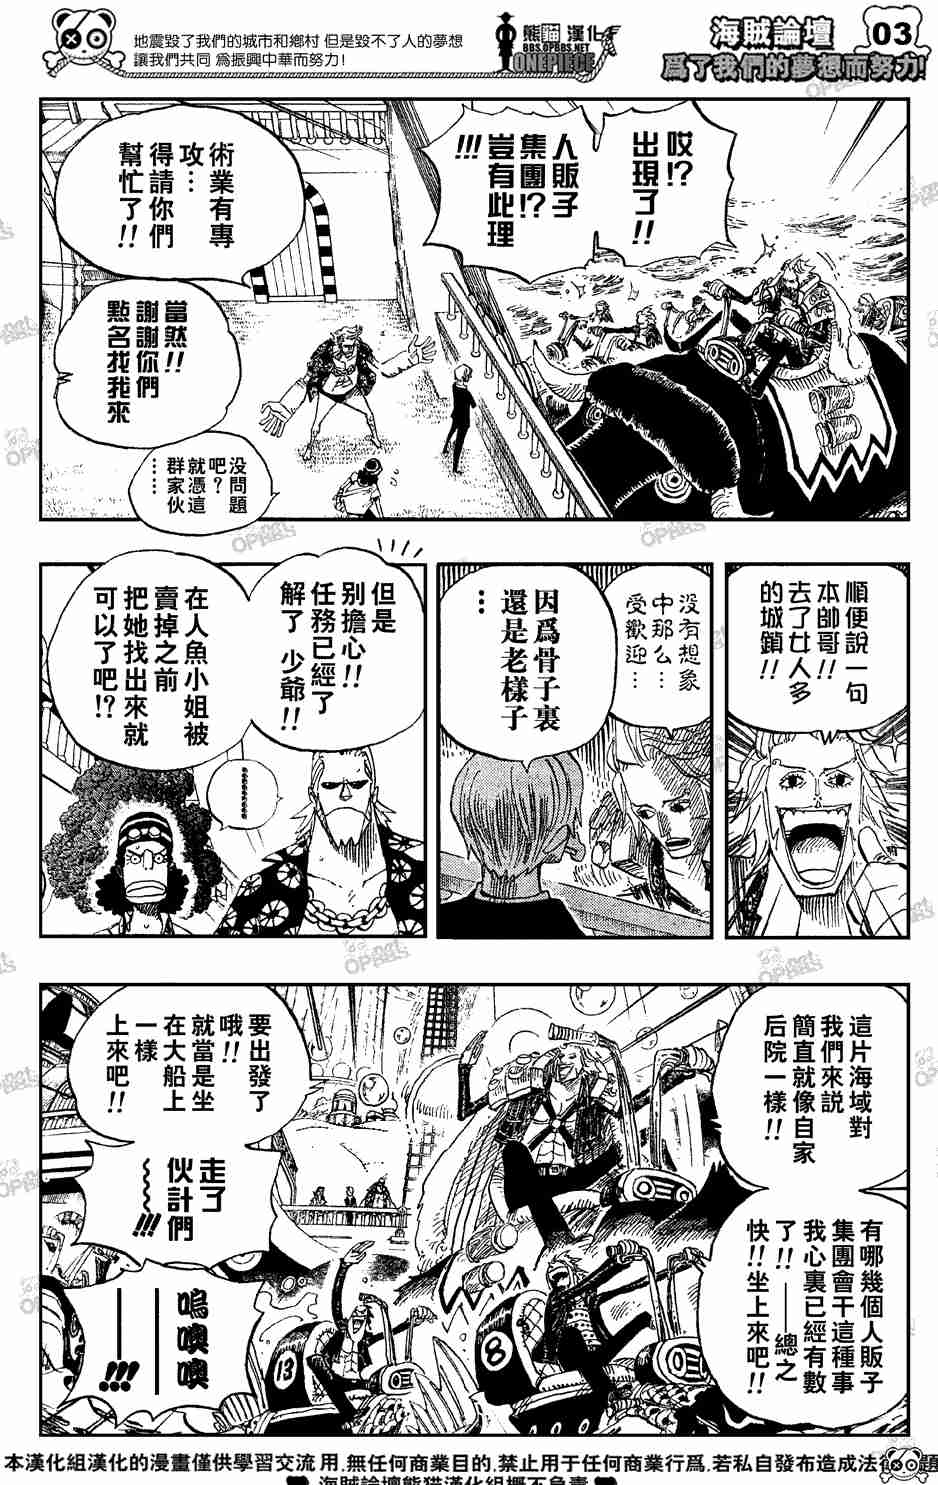 地震毀了我們的城市和鄉村 但是毀不了人的夢想
讓我們共同 爲振興中華而努力!
熊貓 漢化
BBS.OPBBS.NET
ONEPIECE
海賊論壇
爲了我們的夢想而努力!
03
哎!?
出現了!!
人販子
集團!?
豈有此理
!!!
術業有專
攻…
得請你們
幫忙了!!
當然!!
謝謝你們
點名找我來
没問題
吧?
就憑這
群家伙
……
順便說一句
本帥哥!!
去了女人多
的城鎮!!
没有想象
中那么…
受歡迎…
因爲骨子裏
還是老樣子
…
但是
别擔心!!
任務已經了
解了 少爺!!
在人魚小姐被
賣掉之前
把她找出來就
可以了吧!?
………
這片海域對
我們來説
簡直就像自家
后院一樣!!
有哪幾個人販子
集團會干這種事
我心裏已經有數
了!!——總之
快!!坐上來吧!!
要出發了
哦!!
就當是坐
在大船上
一樣
上來吧!!
走了
伙計們
~~!!!
嗚噢噢
——
——!!!
13
8
本漢化組漢化的漫畫僅供學習交流 用.無任何商業目的.禁止用于任何商業行爲.若私自發布造成法律問題
海賊論壇熊猫漢化組概不負責
OPBBS